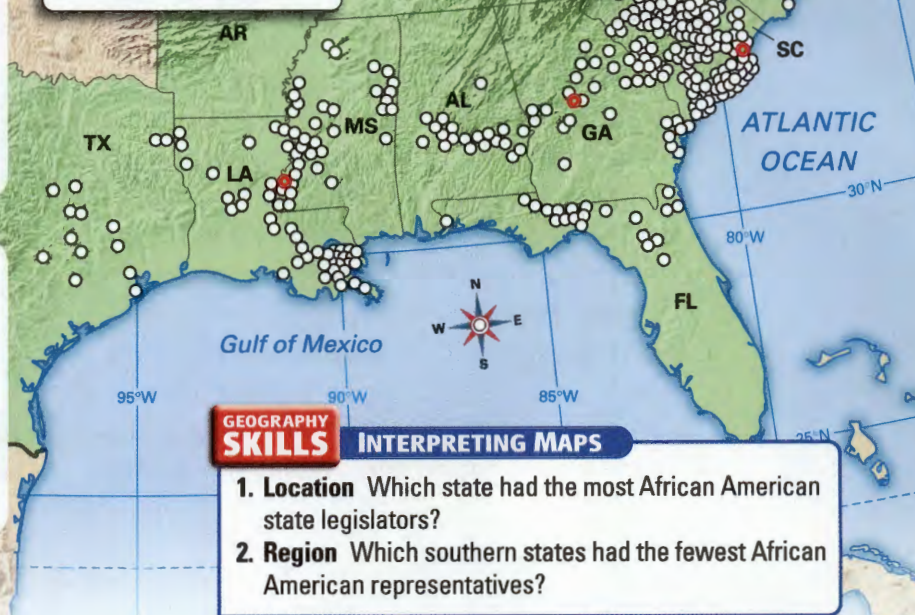 AR
SC
AL
MS
GA
TX
LA
ATLANTIC
OCEAN
30°N
80°W
FL
N
W
E
S
Gulf of Mexico
95°W
90°W
85°W
25°N
GEOGRAPHY
SKILLS
INTERPRETING MAPS
1. Location Which state had the most African American
state legislators?
2. Region Which southern states had the fewest African
American representatives?